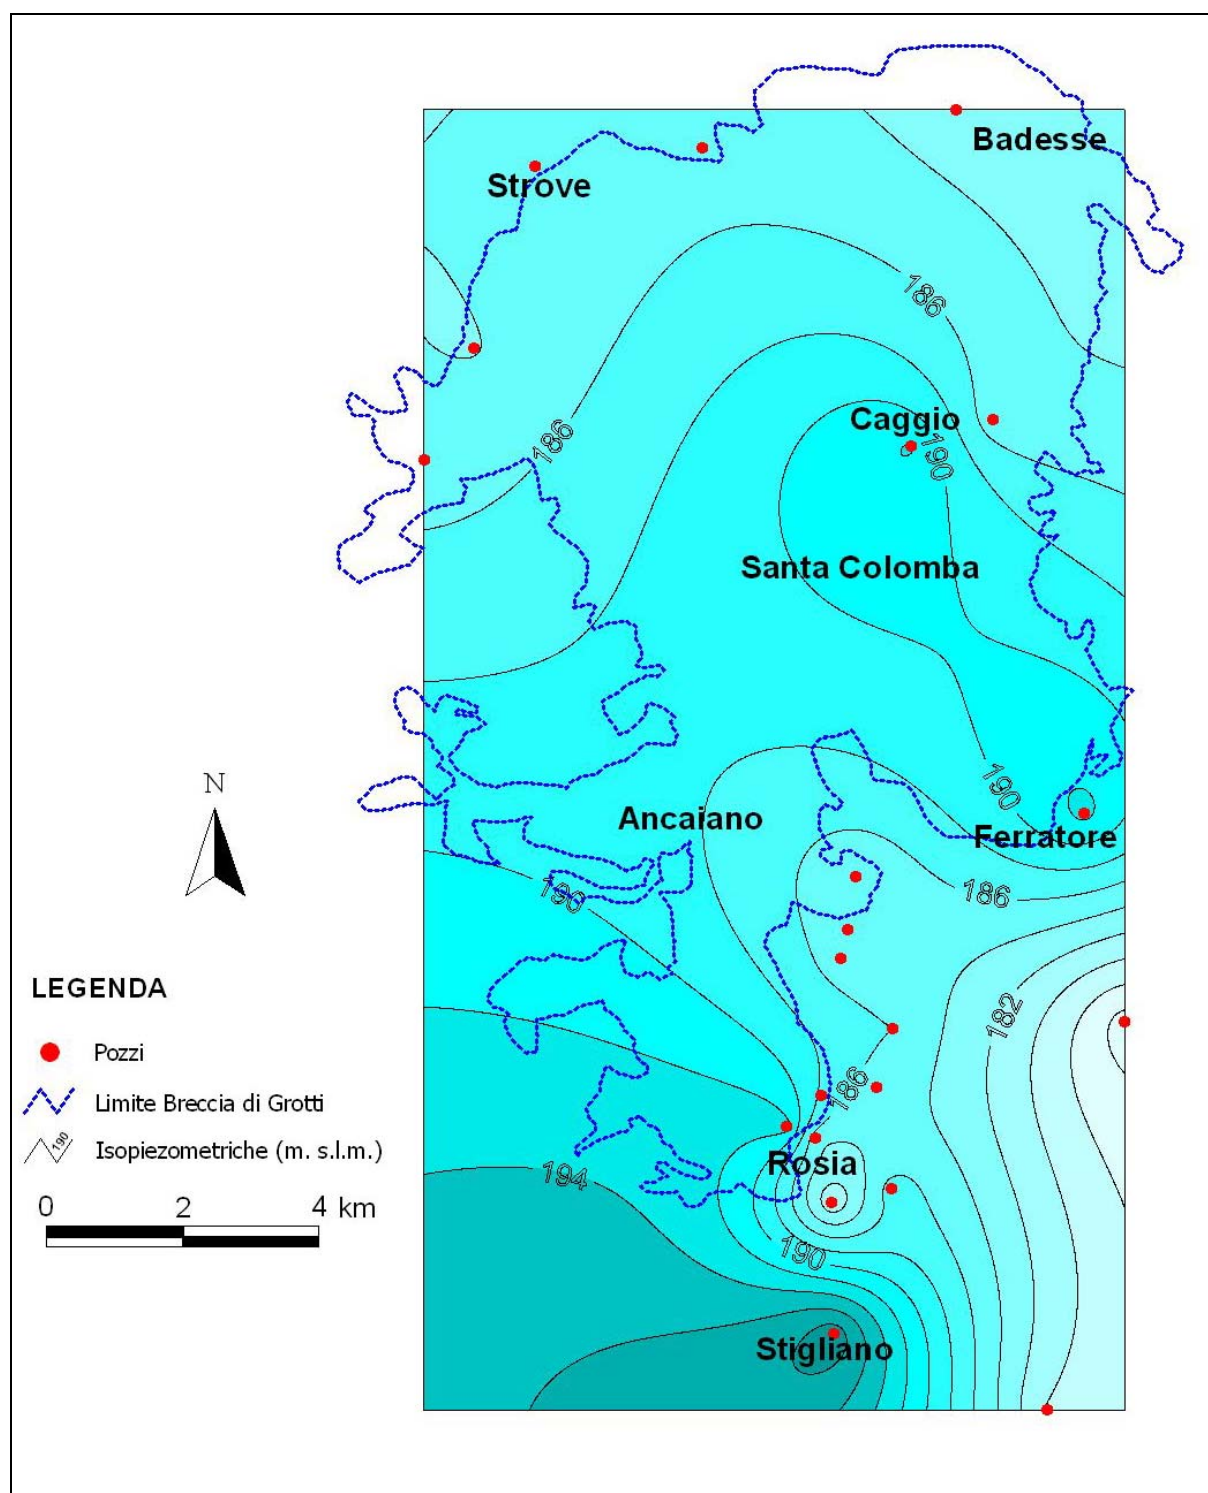 Badesse
Strove
186
186
Caggio
190
Santa Colomba
N
190
Ancaiano
Ferratore
190
186
LEGENDA
182
Pozzi
186
Limite Breccia di Grotti
190
Isopiezometriche (m. s.l.m.)
Rosia
194
0 2 4 km
190
Stigliano